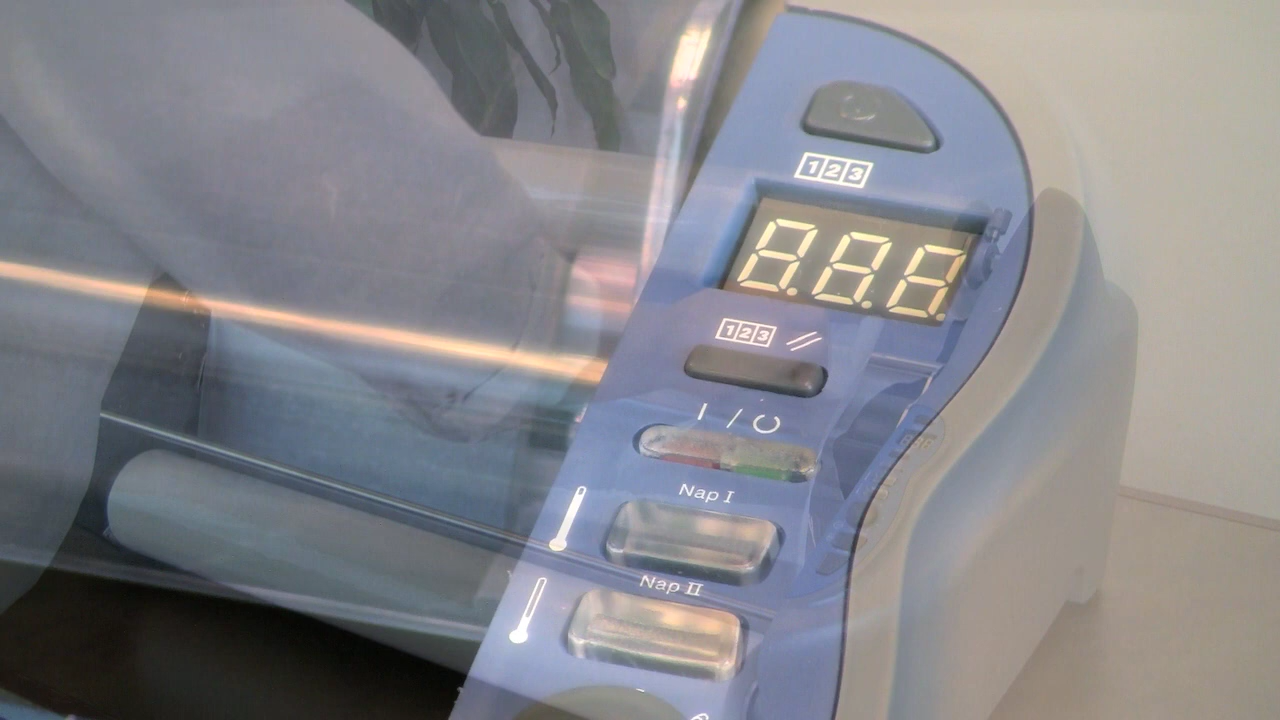 123
8.8.8.
123 //
I / ⏻
Nap I
Nap II